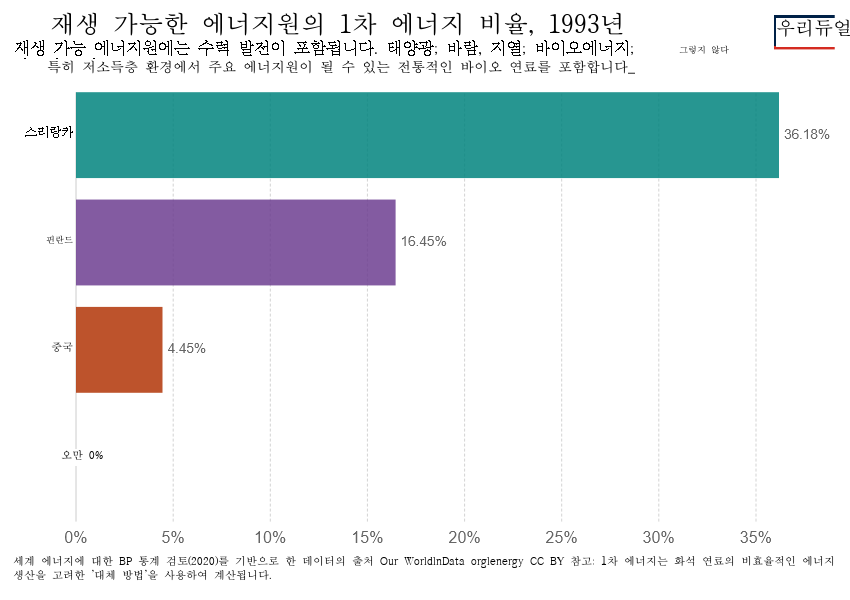 재생 가능한 에너지원의 1차 에너지 비율, 1993년
우리듀얼
재생 가능 에너지원에는 수력 발전이 포함됩니다. 태양광; 바람, 지열; 바이오에너지;
그렇지 않다
특히 저소득층 환경에서 주요 에너지원이 될 수 있는 전통적인 바이오 연료를 포함합니다_
스리랑카
36.18%
핀란드
16.45%
중국
4.45%
오만 0%
0% 5% 10% 15% 20% 25% 30% 35%
세계 에너지에 대한 BP 통계 검토(2020)를 기반으로 한 데이터의 출처 Our WorldInData orglenergy CC BY 참고: 1차 에너지는 화석 연료의 비효율적인 에너지
생산을 고려한 '대체 방법'을 사용하여 계산됩니다.